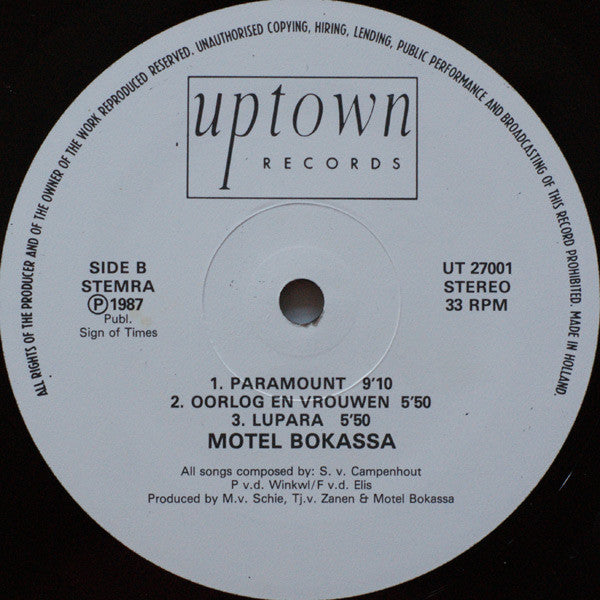 ALL RIGHTS OF THE PRODUCER AND OF THE OWNER OF THE WORK REPRODUCED RESERVED. UNAUTHORISED COPYING, HIRING, LENDING, PUBLIC PERFORMANCE AND BROADCASTING OF THIS RECORD PROHIBITED. MADE IN HOLLAND.
uptown
RECORDS
SIDE B
STEMRA
Ⓟ 1987
Publ.
Sign of Times
UT 27001
STEREO
33 RPM
1. PARAMOUNT 9'10
2. OORLOG EN VROUWEN 5'50
3. LUPARA 5'50
MOTEL BOKASSA
All songs composed by: S. v. Campenhout
P v.d. Winkwl/F v.d. Elis
Produced by M.v. Schie, Tj.v. Zanen & Motel Bokassa